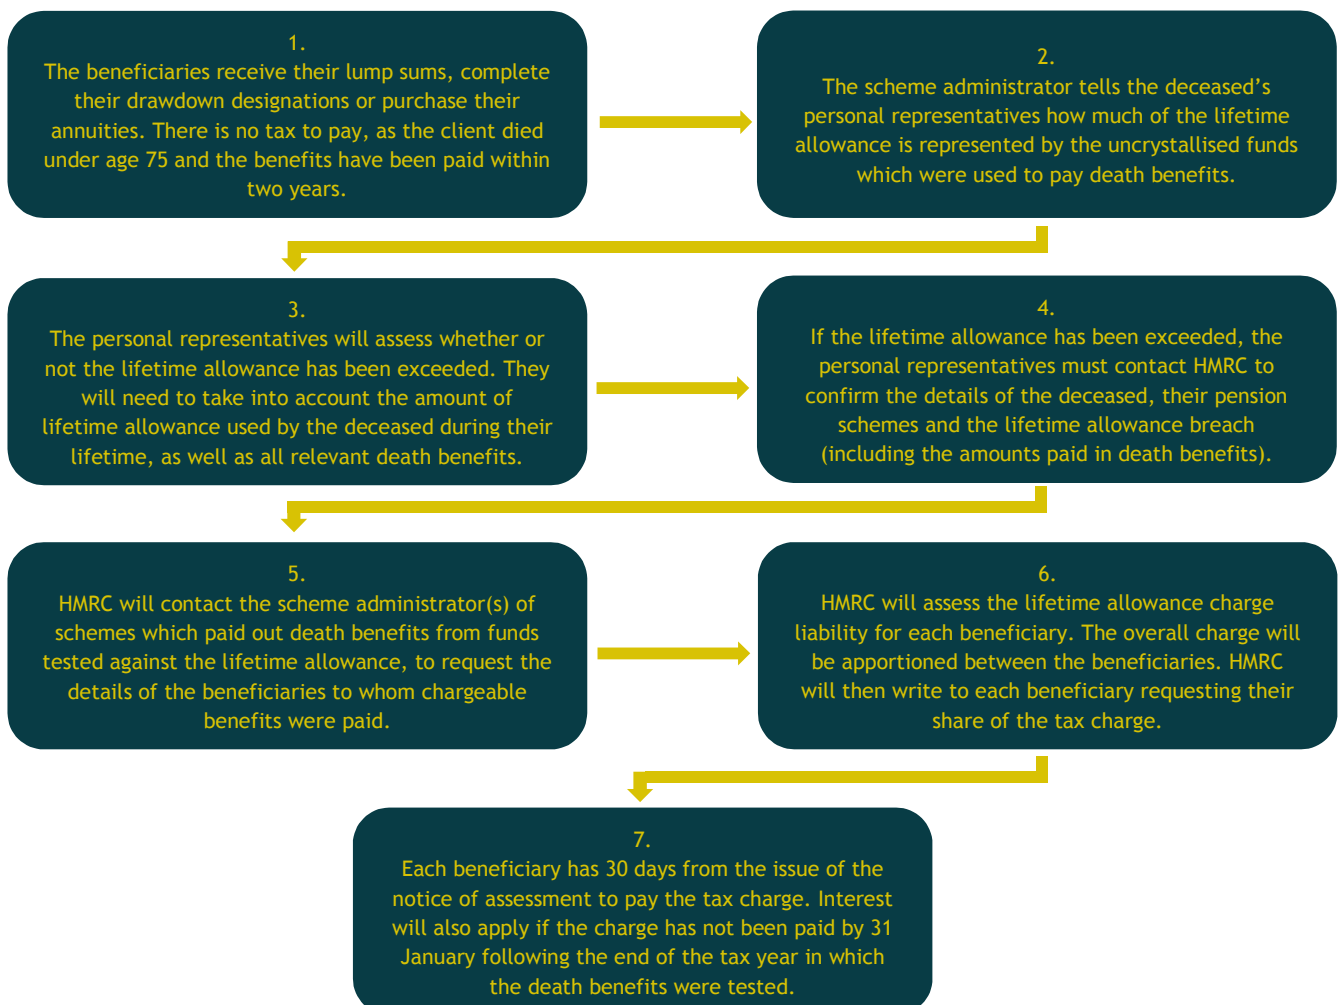 1.
The beneficiaries receive their lump sums, complete
their drawdown designations or purchase their
annuities. There is no tax to pay, as the client died
under age 75 and the benefits have been paid within
two years.
2.
The scheme administrator tells the deceased’s
personal representatives how much of the lifetime
allowance is represented by the uncrystallised funds
which were used to pay death benefits.
3.
The personal representatives will assess whether or
not the lifetime allowance has been exceeded. They
will need to take into account the amount of
lifetime allowance used by the deceased during their
lifetime, as well as all relevant death benefits.
4.
If the lifetime allowance has been exceeded, the
personal representatives must contact HMRC to
confirm the details of the deceased, their pension
schemes and the lifetime allowance breach
(including the amounts paid in death benefits).
5.
HMRC will contact the scheme administrator(s) of
schemes which paid out death benefits from funds
tested against the lifetime allowance, to request the
details of the beneficiaries to whom chargeable
benefits were paid.
6.
HMRC will assess the lifetime allowance charge
liability for each beneficiary. The overall charge will
be apportioned between the beneficiaries. HMRC
will then write to each beneficiary requesting their
share of the tax charge.
7.
Each beneficiary has 30 days from the issue of the
notice of assessment to pay the tax charge. Interest
will also apply if the charge has not been paid by 31
January following the end of the tax year in which
the death benefits were tested.